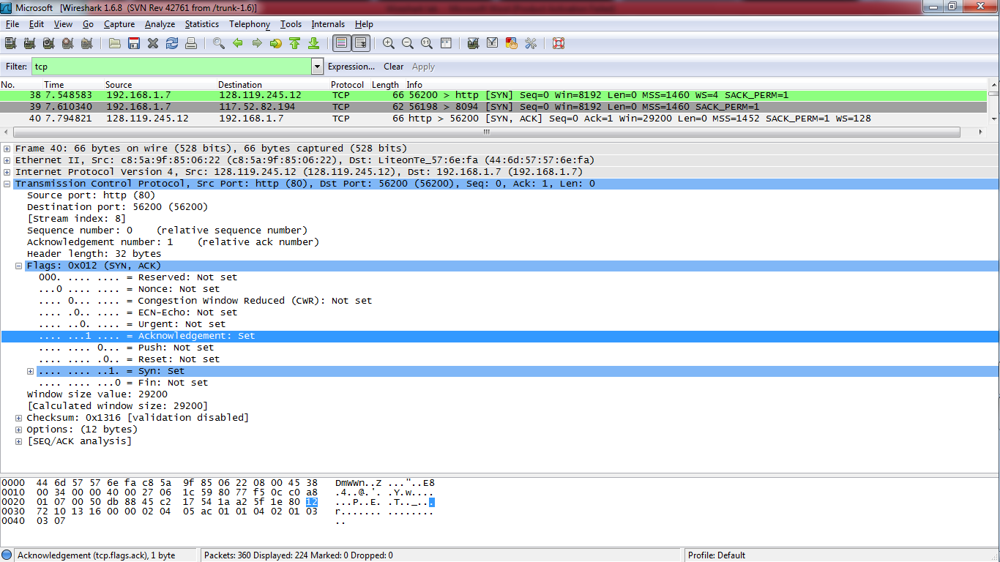 Microsoft [Wireshark 1.6.8 (SVN Rev 42761 from /trunk-1.6)]
File Edit View Go Capture Analyze Statistics Telephony Tools Internals Help
Filter: tcp Expression... Clear Apply
No. Time Source Destination Protocol Length Info
38 7.548583 192.168.1.7 128.119.245.12 TCP 66 56200 > http [SYN] Seq=0 Win=8192 Len=0 MSS=1460 WS=4 SACK_PERM=1
39 7.610340 192.168.1.7 117.52.82.194 TCP 62 56198 > 8094 [SYN] Seq=0 Win=8192 Len=0 MSS=1460 SACK_PERM=1
40 7.794821 128.119.245.12 192.168.1.7 TCP 66 http > 56200 [SYN, ACK] Seq=0 Ack=1 Win=29200 Len=0 MSS=1452 SACK_PERM=1 WS=128
Frame 40: 66 bytes on wire (528 bits), 66 bytes captured (528 bits)
Ethernet II, Src: c8:5a:9f:85:06:22 (c8:5a:9f:85:06:22), Dst: LiteonTe_57:6e:fa (44:6d:57:57:6e:fa)
Internet Protocol Version 4, Src: 128.119.245.12 (128.119.245.12), Dst: 192.168.1.7 (192.168.1.7)
Transmission Control Protocol, Src Port: http (80), Dst Port: 56200 (56200), Seq: 0, Ack: 1, Len: 0
Source port: http (80)
Destination port: 56200 (56200)
[Stream index: 8]
Sequence number: 0 (relative sequence number)
Acknowledgement number: 1 (relative ack number)
Header length: 32 bytes
Flags: 0x012 (SYN, ACK)
000. .... .... = Reserved: Not set
...0 .... .... = Nonce: Not set
.... 0... .... = Congestion Window Reduced (CWR): Not set
.... .0.. .... = ECN-Echo: Not set
.... ..0. .... = Urgent: Not set
.... ...1 .... = Acknowledgement: Set
.... .... 0... = Push: Not set
.... .... .0.. = Reset: Not set
.... .... ..1. = Syn: Set
.... .... ...0 = Fin: Not set
Window size value: 29200
[Calculated window size: 29200]
Checksum: 0x1316 [validation disabled]
Options: (12 bytes)
[SEQ/ACK analysis]
0000 44 6d 57 57 6e fa c8 5a 9f 85 06 22 08 00 45 38 DmWWn..Z ..."..E8
0010 00 34 00 00 40 00 27 06 1c 59 80 77 f5 0c c0 a8 .4..@.'. .Y.w....
0020 01 07 00 50 db 88 45 c2 17 54 1a a2 5f 1e 80 12 ...P..E. .T.._...
0030 72 10 13 16 00 00 02 04 05 ac 01 01 04 02 01 03 r....... ........
0040 03 07 ..
Acknowledgement (tcp.flags.ack), 1 byte Packets: 360 Displayed: 224 Marked: 0 Dropped: 0 Profile: Default